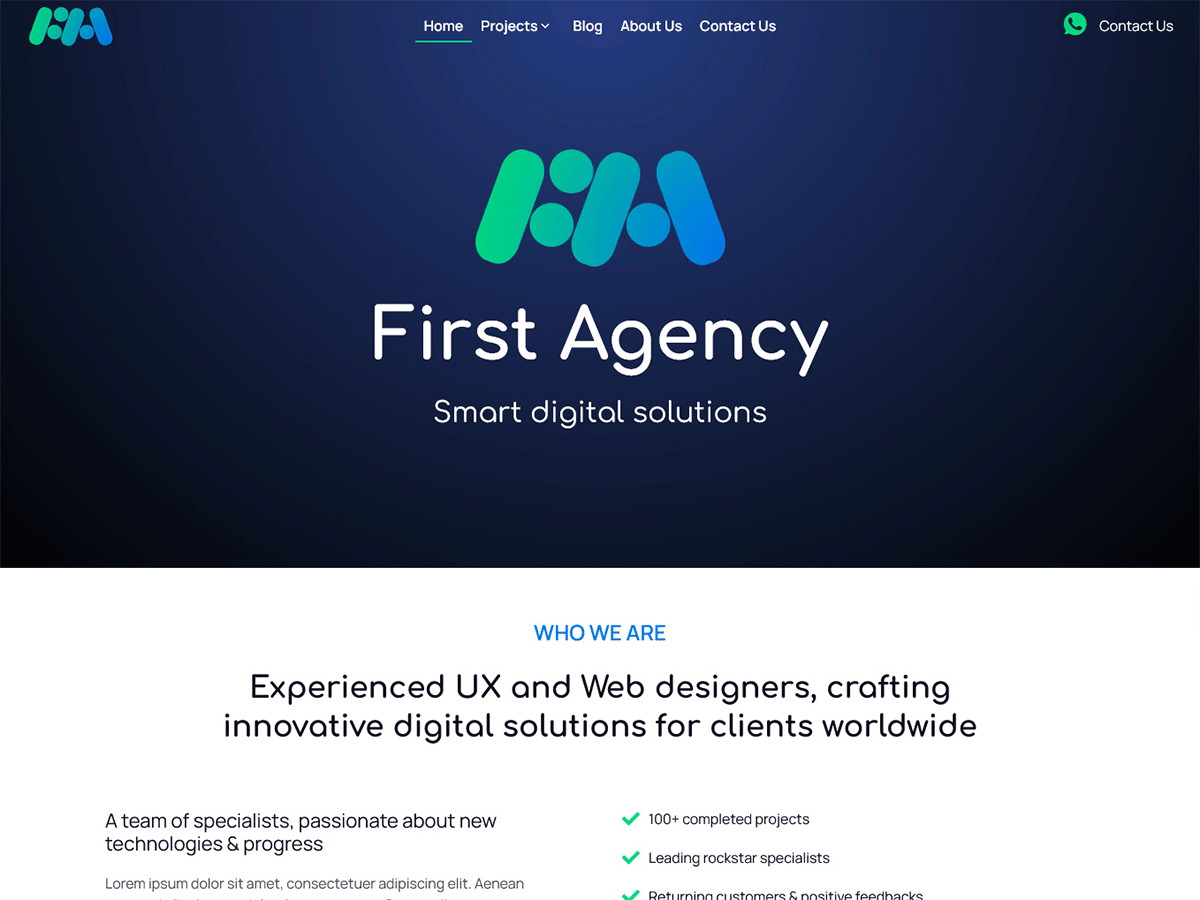 Home Projects Blog About Us Contact Us
Contact Us
First Agency
Smart digital solutions
WHO WE ARE
Experienced UX and Web designers, crafting
innovative digital solutions for clients worldwide
A team of specialists, passionate about new
technologies & progress
Lorem ipsum dolor sit amet, consectetuer adipiscing elit. Aenean
100+ completed projects
Leading rockstar specialists
Returning customers & positive feedbacks